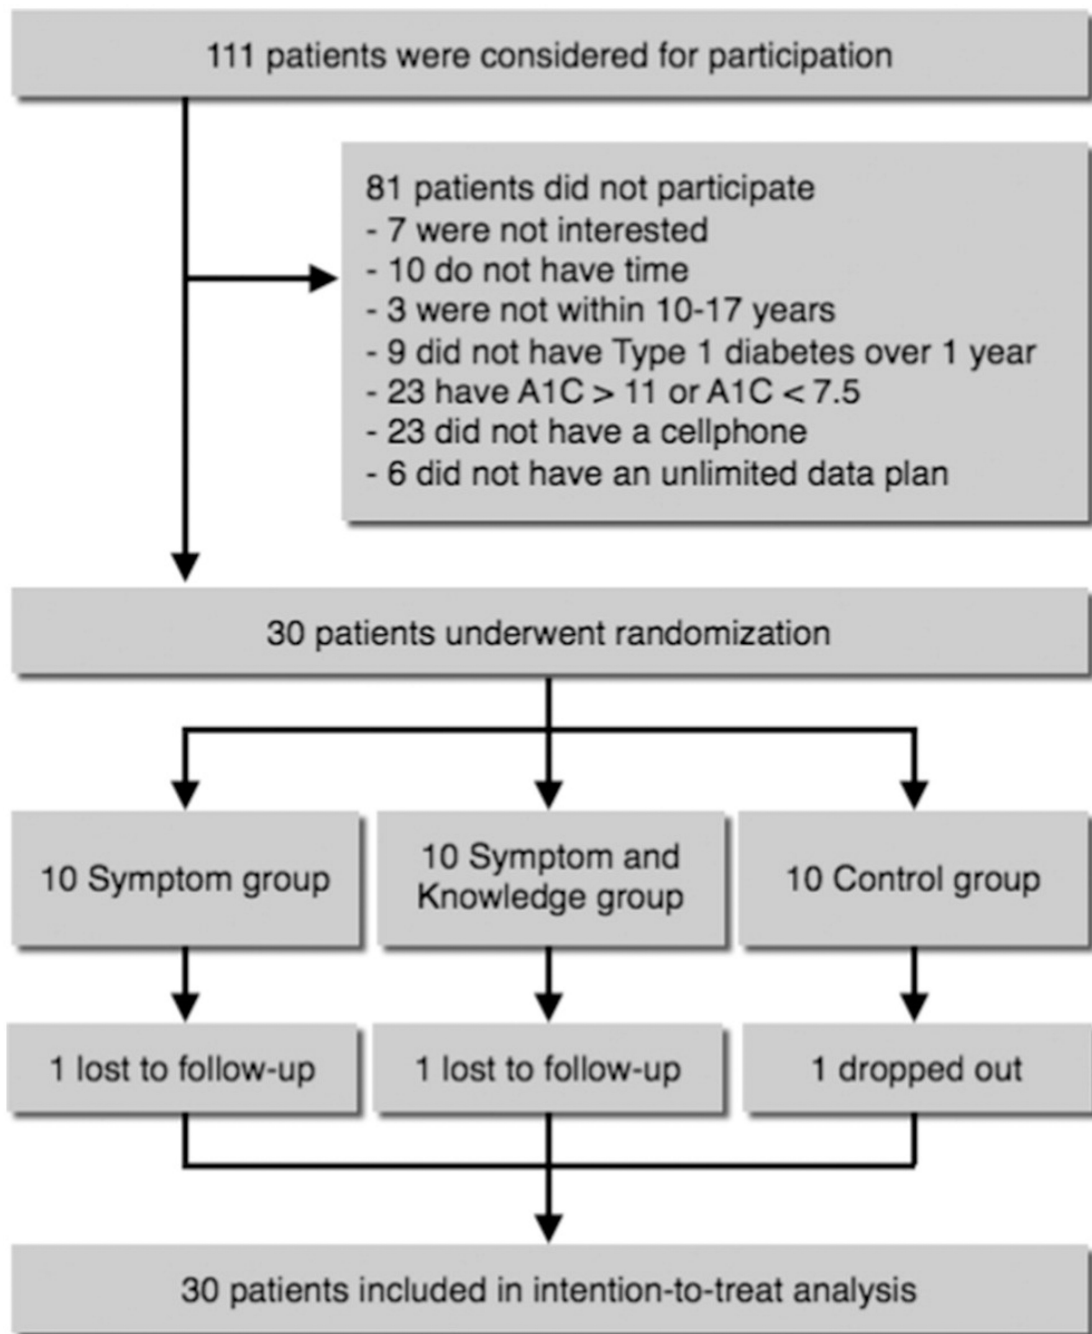 111 patients were considered for participation
81 patients did not participate
- 7 were not interested
- 10 do not have time
- 3 were not within 10-17 years
- 9 did not have Type 1 diabetes over 1 year
- 23 have A1C > 11 or A1C < 7.5
- 23 did not have a cellphone
- 6 did not have an unlimited data plan
30 patients underwent randomization
10 Symptom group
10 Symptom and
Knowledge group
10 Control group
1 lost to follow-up
1 lost to follow-up
1 dropped out
30 patients included in intention-to-treat analysis